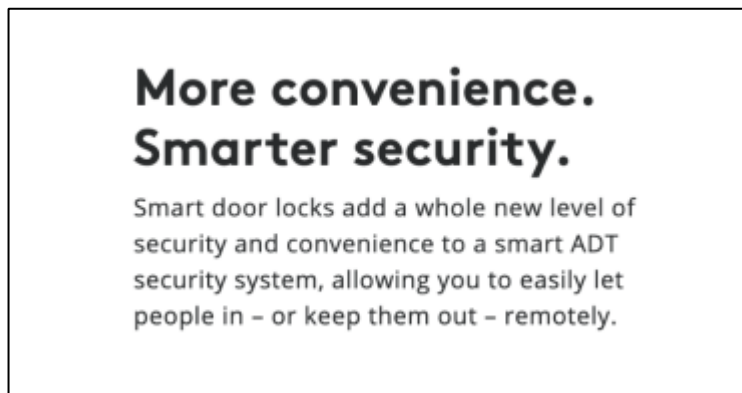 More convenience.
Smarter security.
Smart door locks add a whole new level of
security and convenience to a smart ADT
security system, allowing you to easily let
people in – or keep them out – remotely.